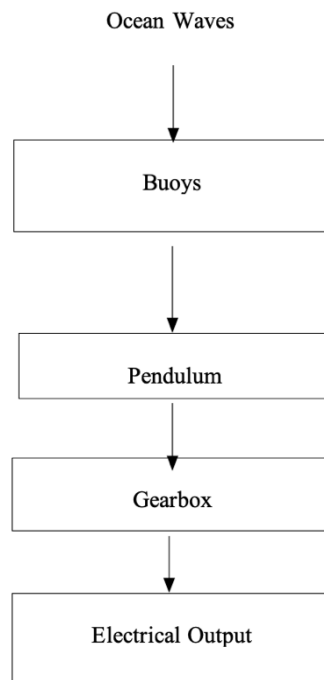 Ocean Waves
Buoys
Pendulum
Gearbox
Electrical Output